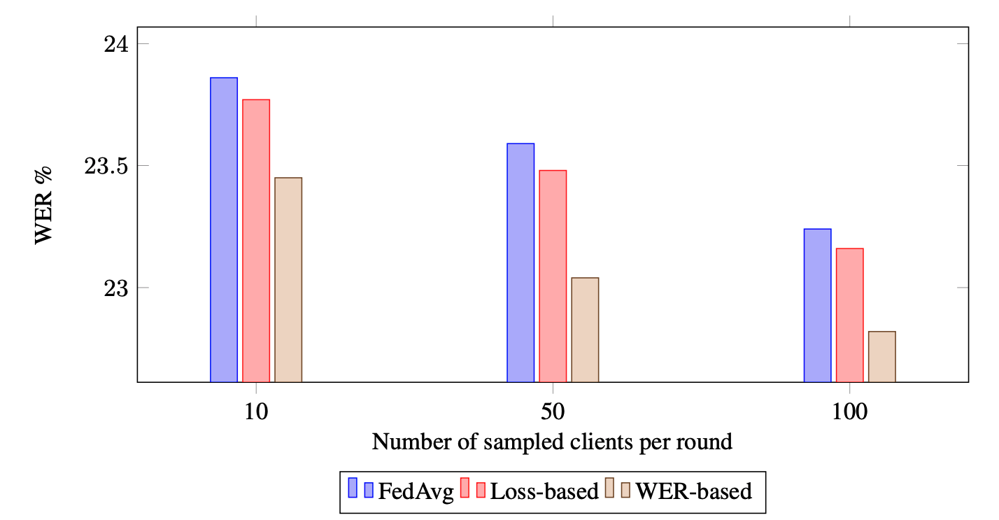 24
23.5
23
WER %
10 50 100
Number of sampled clients per round
FedAvg Loss-based WER-based